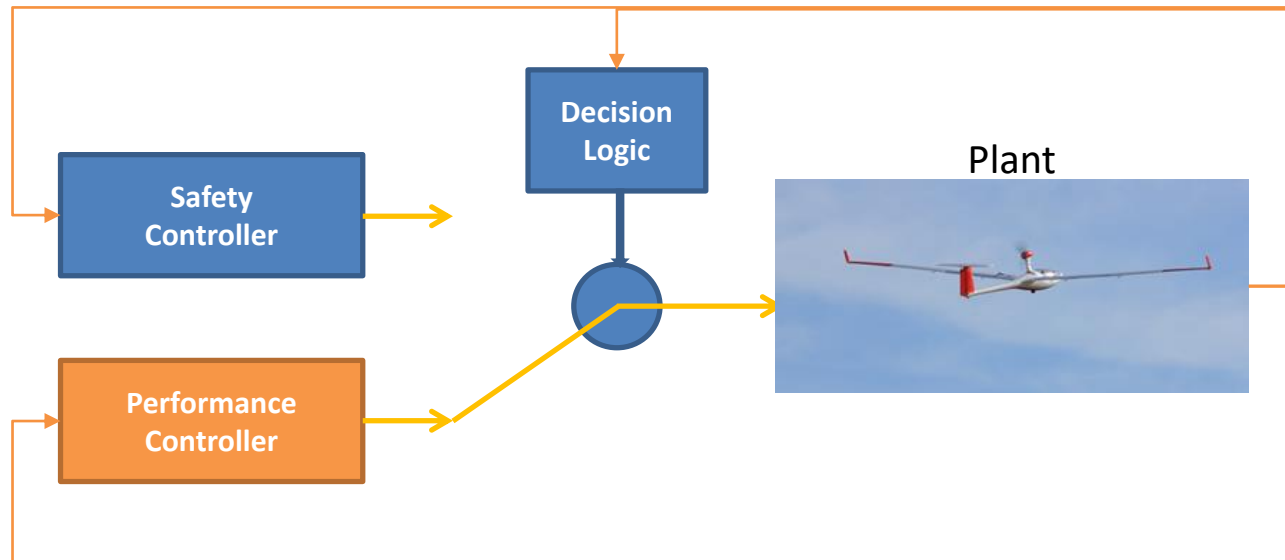 Decision
Logic
Plant
Safety
Controller
Performance
Controller